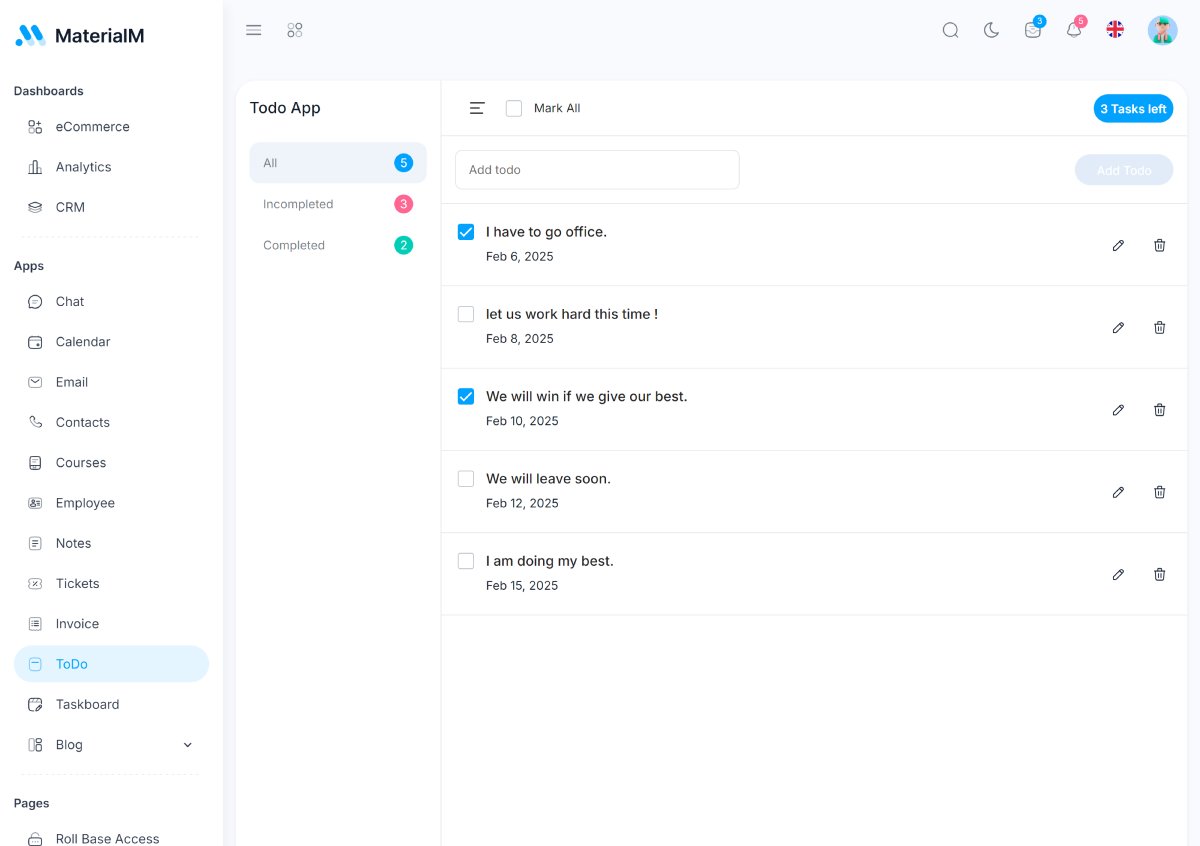 MaterialM
3
5
Dashboards
eCommerce
Analytics
CRM
Apps
Chat
Calendar
Email
Contacts
Courses
Employee
Notes
Tickets
Invoice
ToDo
Taskboard
Blog
Pages
Roll Base Access
Todo App
All 5
Incompleted 3
Completed 2
Mark All
3 Tasks left
Add todo
Add Todo
I have to go office.
Feb 6, 2025
let us work hard this time !
Feb 8, 2025
We will win if we give our best.
Feb 10, 2025
We will leave soon.
Feb 12, 2025
I am doing my best.
Feb 15, 2025